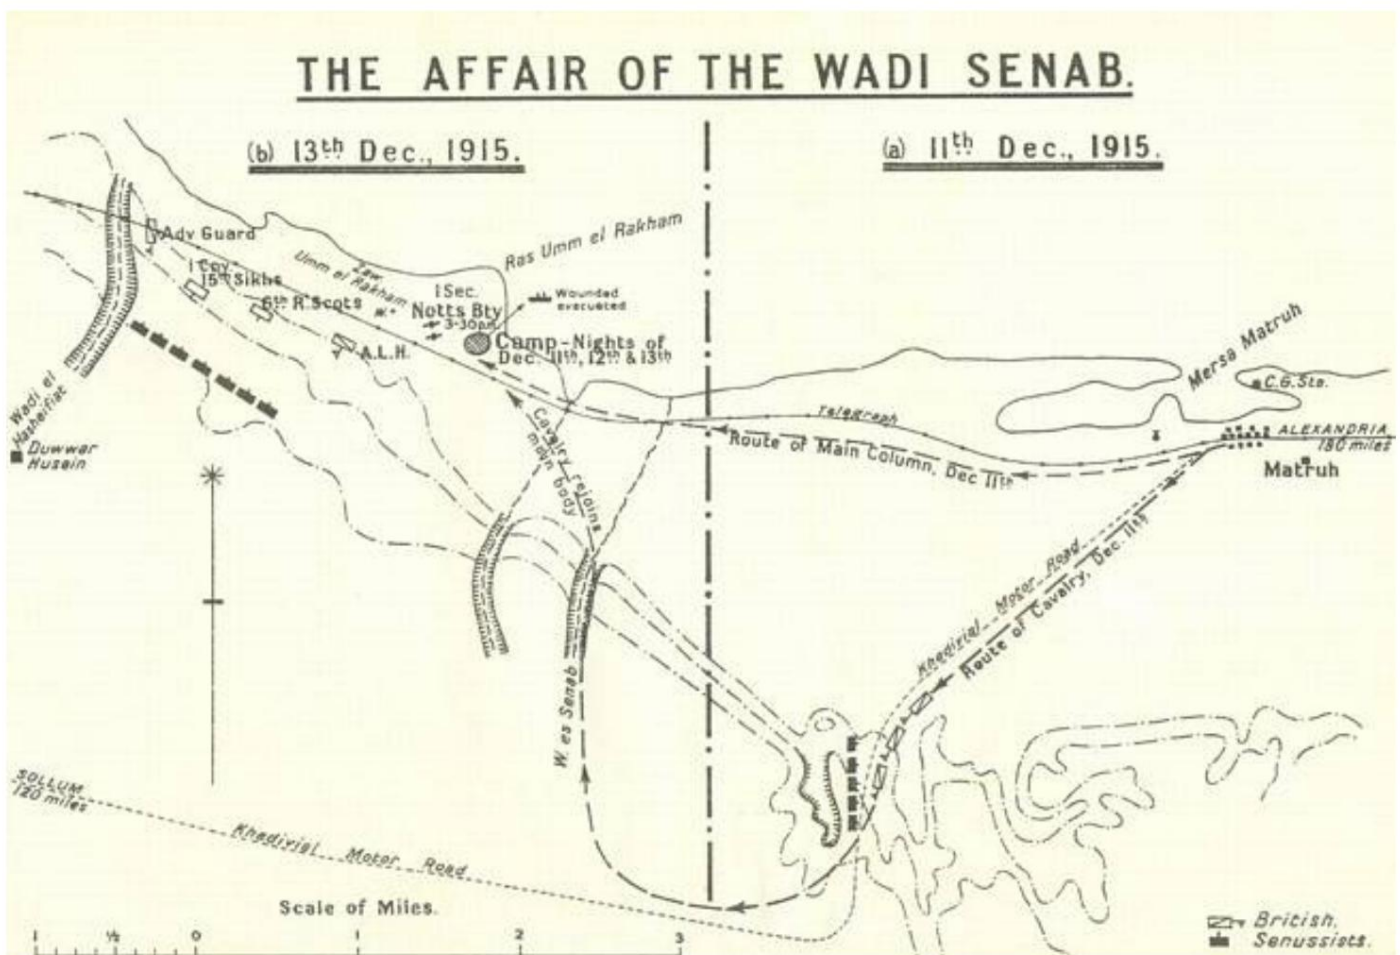 THE AFFAIR OF THE WADI SENAB.
(b) 13th Dec., 1915.
(a) 11th Dec., 1915.
Adv Guard
1 Coy.
15th Sikhs
6th R Scots
A.L.H.
Zaw.
Umm el Rakham
W.
1 Sec.
Notts Bty
3-30p.m.
Ras Umm el Rakham
Wounded
evacuated
Camp-Nights of
Dec. 11th, 12th & 13th
Wadi el
Hasheifiat
Duwwar
Husein
Cavalry rejoins
main body
Telegraph
Route of Main Column, Dec 11th
Mersa Matruh
C.G. Sta.
ALEXANDRIA
180 miles
Matruh
Khedivial Motor Road
Route of Cavalry, Dec. 11th
W. es Senab
SOLLUM
120 miles
Khedivial Motor Road
Scale of Miles.
1 ½ 0 1 2 3
British.
Senussists.